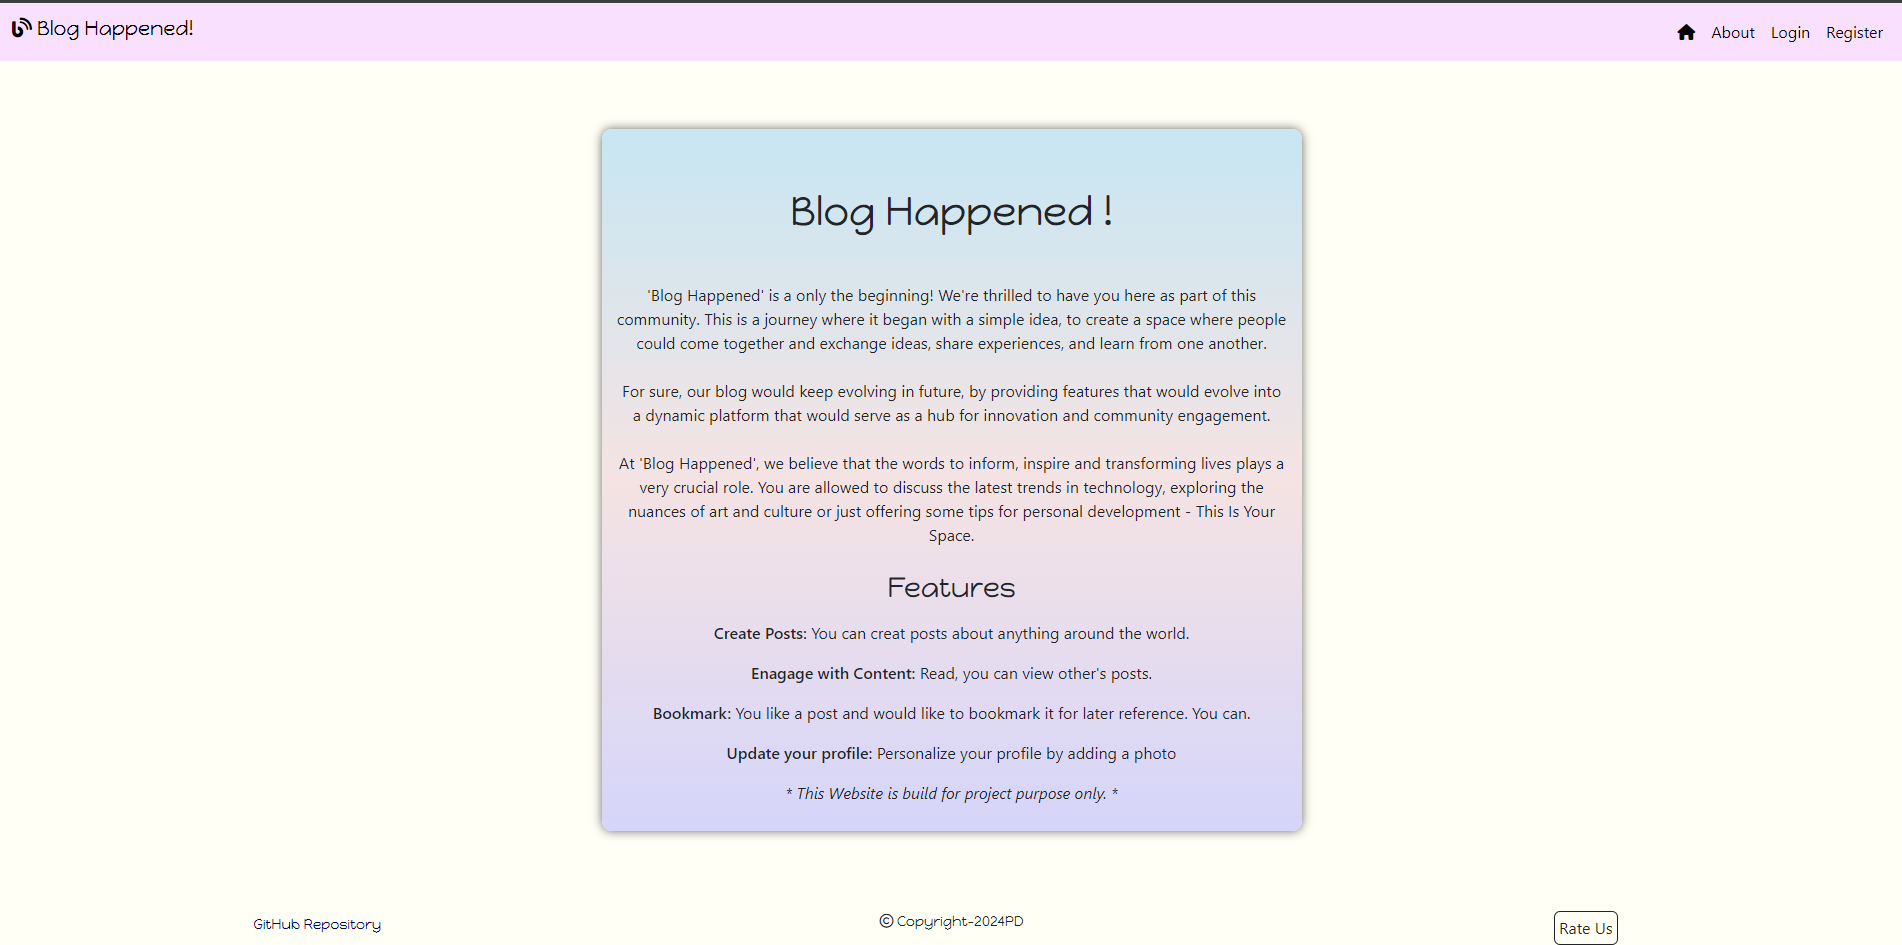 Blog Happened!
About Login Register
Blog Happened !
'Blog Happened' is a only the beginning! We're thrilled to have you here as part of this
community. This is a journey where it began with a simple idea, to create a space where people
could come together and exchange ideas, share experiences, and learn from one another.
For sure, our blog would keep evolving in future, by providing features that would evolve into
a dynamic platform that would serve as a hub for innovation and community engagement.
At 'Blog Happened', we believe that the words to inform, inspire and transforming lives plays a
very crucial role. You are allowed to discuss the latest trends in technology, exploring the
nuances of art and culture or just offering some tips for personal development - This Is Your
Space.
Features
Create Posts: You can creat posts about anything around the world.
Enagage with Content: Read, you can view other's posts.
Bookmark: You like a post and would like to bookmark it for later reference. You can.
Update your profile: Personalize your profile by adding a photo
* This Website is build for project purpose only. *
GitHub Repository
© Copyright-2024PD
Rate Us